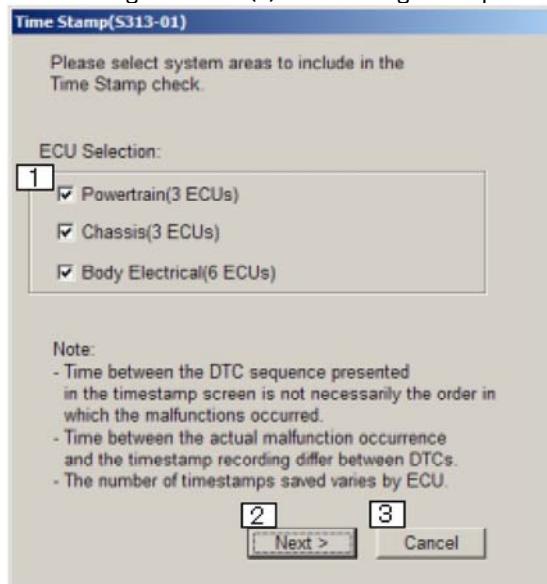 Time Stamp(S313-01)
Please select system areas to include in the
Time Stamp check.
ECU Selection:
1
Powertrain(3 ECUs)
Chassis(3 ECUs)
Body Electrical(6 ECUs)
Note:
- Time between the DTC sequence presented
in the timestamp screen is not necessarily the order in
which the malfunctions occurred.
- Time between the actual malfunction occurrence
and the timestamp recording differ between DTCs.
- The number of timestamps saved varies by ECU.
2 3
Next > Cancel